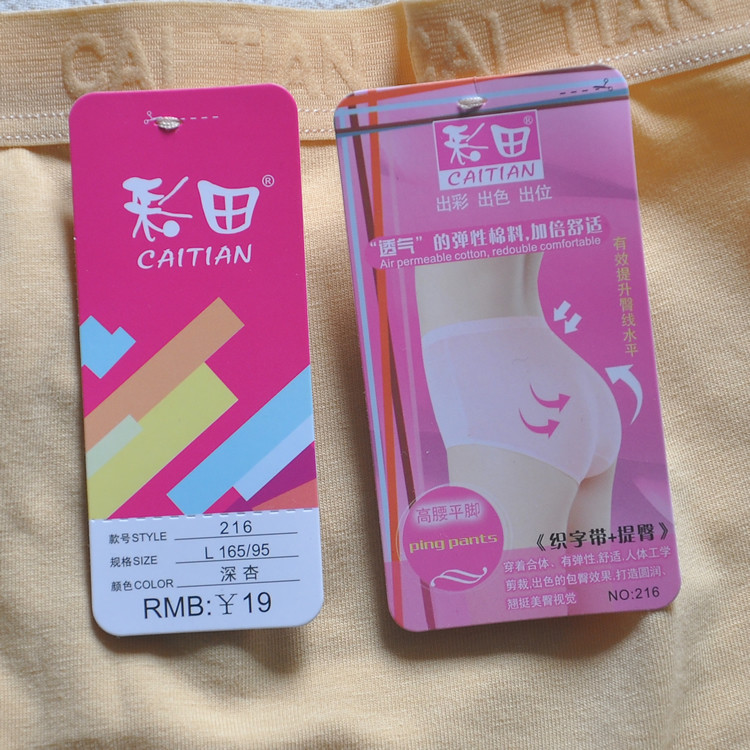 CAI TIAN CAI TIAN
彩田®
CAITIAN
款号STYLE 216
规格SIZE L 165/95
颜色COLOR 深杏
RMB:￥19
彩田®
CAITIAN
出彩 出色 出位
“透气”的弹性棉料,加倍舒适
Air permeable cotton, redouble comfortable
有效提升臀线水平
高腰平脚
ping pants
《织字带+提臀》
穿着合体、有弹性,舒适,人体工学
剪裁,出色的包臀效果,打造圆润、
翘挺美臀视觉
NO:216